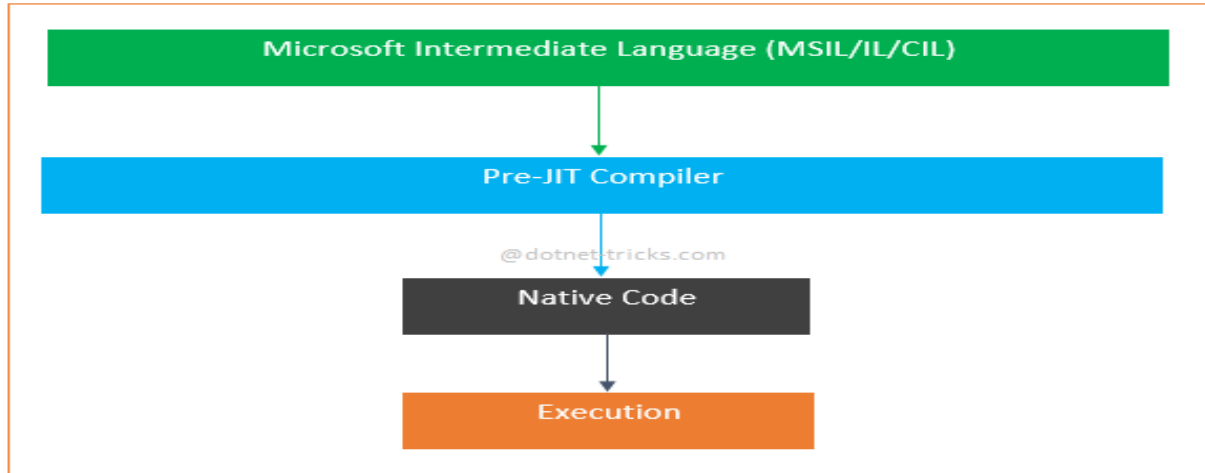 Microsoft Intermediate Language (MSIL/IL/CIL)
Pre-JIT Compiler
@dotnet-tricks.com
Native Code
Execution